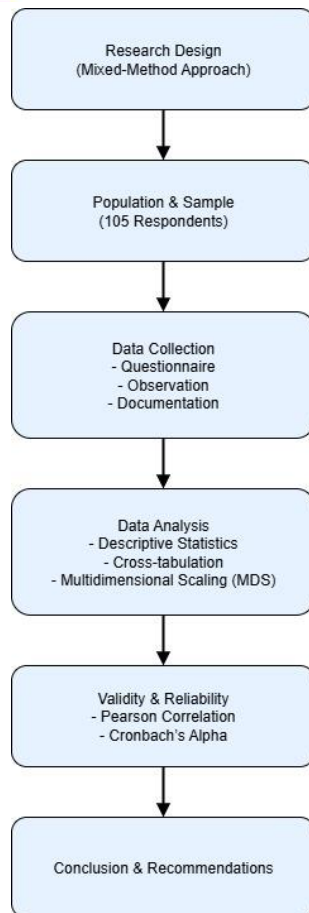 Research Design
(Mixed-Method Approach)
Population & Sample
(105 Respondents)
Data Collection
- Questionnaire
- Observation
- Documentation
Data Analysis
- Descriptive Statistics
- Cross-tabulation
- Multidimensional Scaling (MDS)
Validity & Reliability
- Pearson Correlation
- Cronbach's Alpha
Conclusion & Recommendations